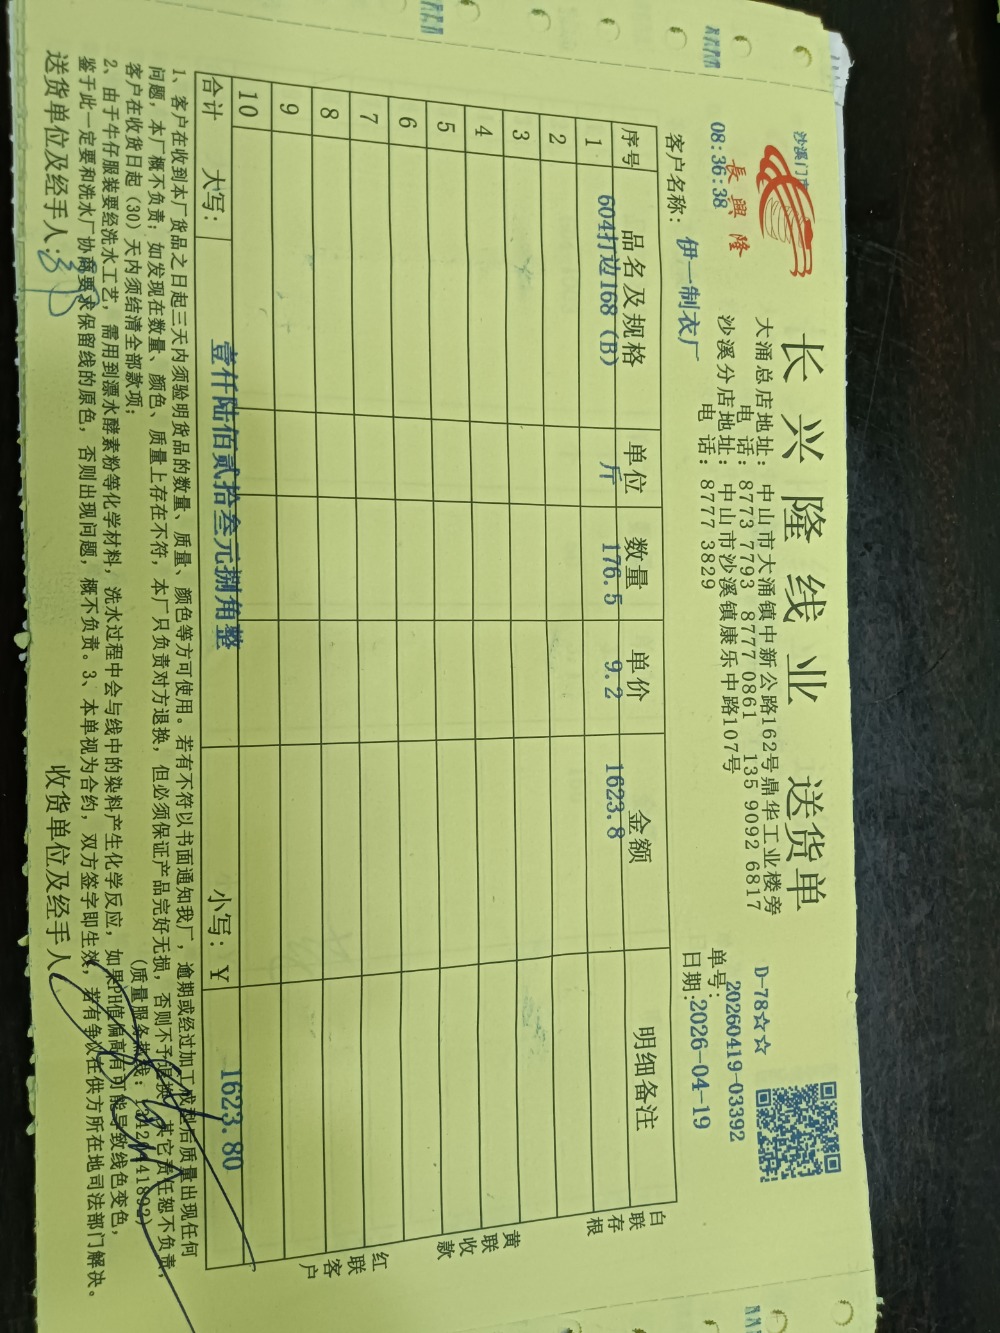 沙溪门市
08:36:38
長興隆
长兴隆线业 送货单
大涌总店地址：中山市大涌镇中新公路162号鼎华工业楼旁
电 话：8773 7793 8777 0861 135 9092 6817
沙溪分店地址：中山市沙溪镇康乐中路107号
电 话：8777 3829
D-78☆☆
单号：20260419-03392
日期：2026-04-19
客户名称：伊一制衣厂
序号 品名及规格 单位 数量 单价 金额 明细备注
1 604打边168（B） 斤 176.5 9.2 1623.8
2
3
4
5
6
7
8
9
10
合计 大写：壹仟陆佰贰拾叁元捌角整 小写：Y 1623.80
白联存根
黄联收款
红联客户
1、客户在收到本厂货品之日起三天内须验明货品的数量、质量、颜色等方可使用。若有不符以书面通知我厂，逾期或经过加工成剂后质量出现任何
问题，本厂概不负责；如发现在数量、颜色、质量上存在不符，本厂只负责对方退换，但必须保证产品完好无损，否则不予退换，其它责任恕不负责；
客户在收货日起（30）天内须结清全部款项；
（质量服务热线：
2、由于牛仔服装要经洗水工艺，需用到漂水酵素粉等化学材料，洗水过程中会与线中的染料产生化学反应，如果PH值偏高有可能导致线色变色，
鉴于此一定要和洗水厂协商要求保留线的原色，否则出现问题，概不负责。3、本单视为合约，双方签字即生效，若有争议在供方所在地司法部门解决。
送货单位及经手人：
收货单位及经手人